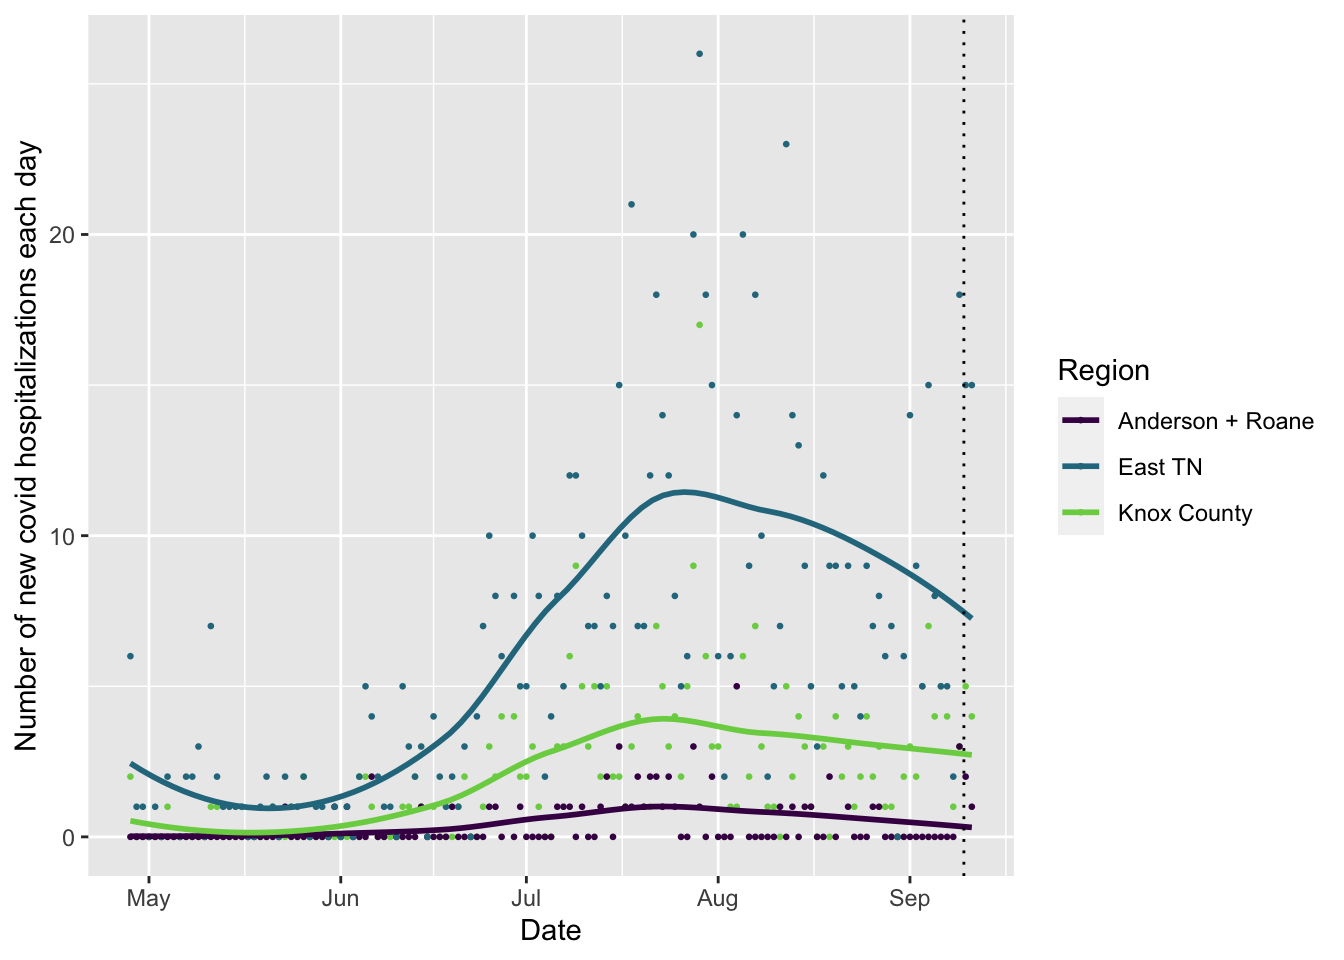 Number of new covid hospitalizations each day
20
10
0
May Jun Jul Aug Sep
Date
Region
Anderson + Roane
East TN
Knox County